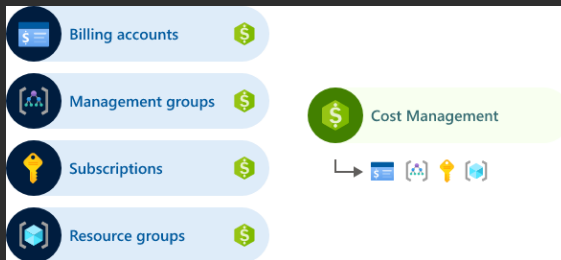 Billing accounts
Management groups
Subscriptions
Resource groups
Cost Management